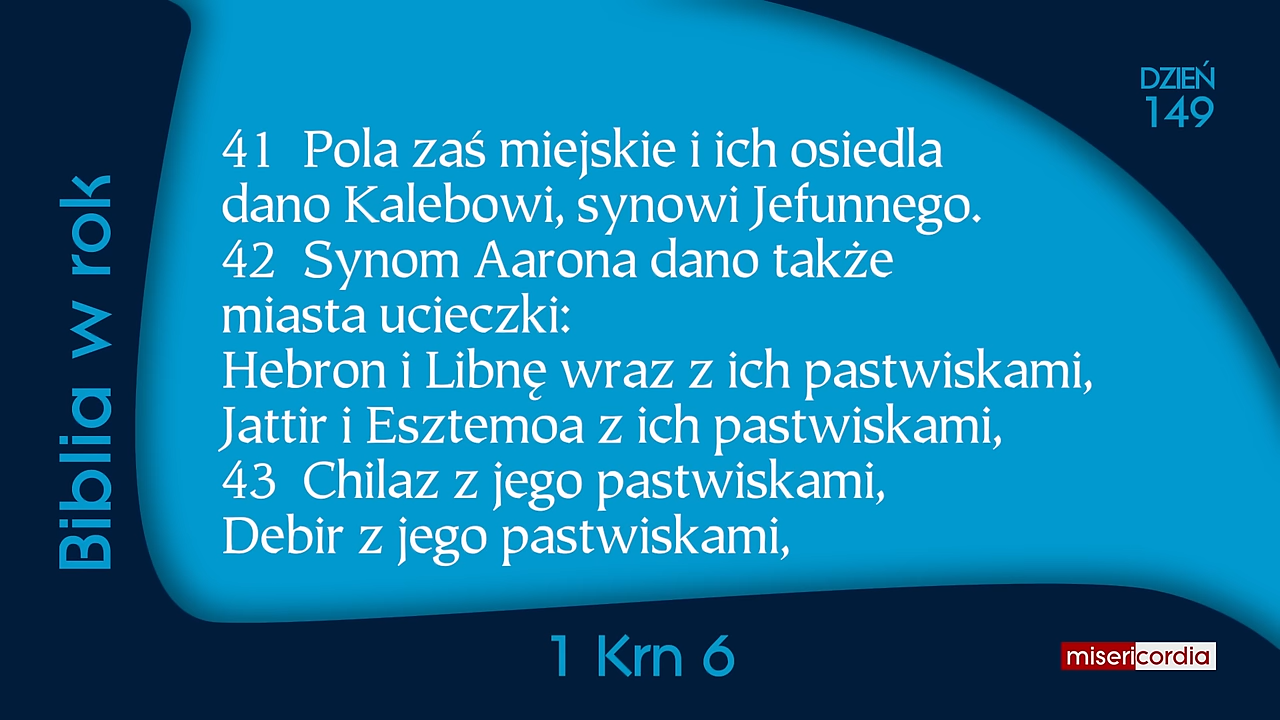 DZIEŃ
149
41 Pola zaś miejskie i ich osiedla
dano Kalebowi, synowi Jefunnego.
42 Synom Aarona dano także
miasta ucieczki:
Hebron i Libnę wraz z ich pastwiskami,
Jattir i Esztemoa z ich pastwiskami,
43 Chilaz z jego pastwiskami,
Debir z jego pastwiskami,
Biblia w rok
1 Krn 6
misericordia